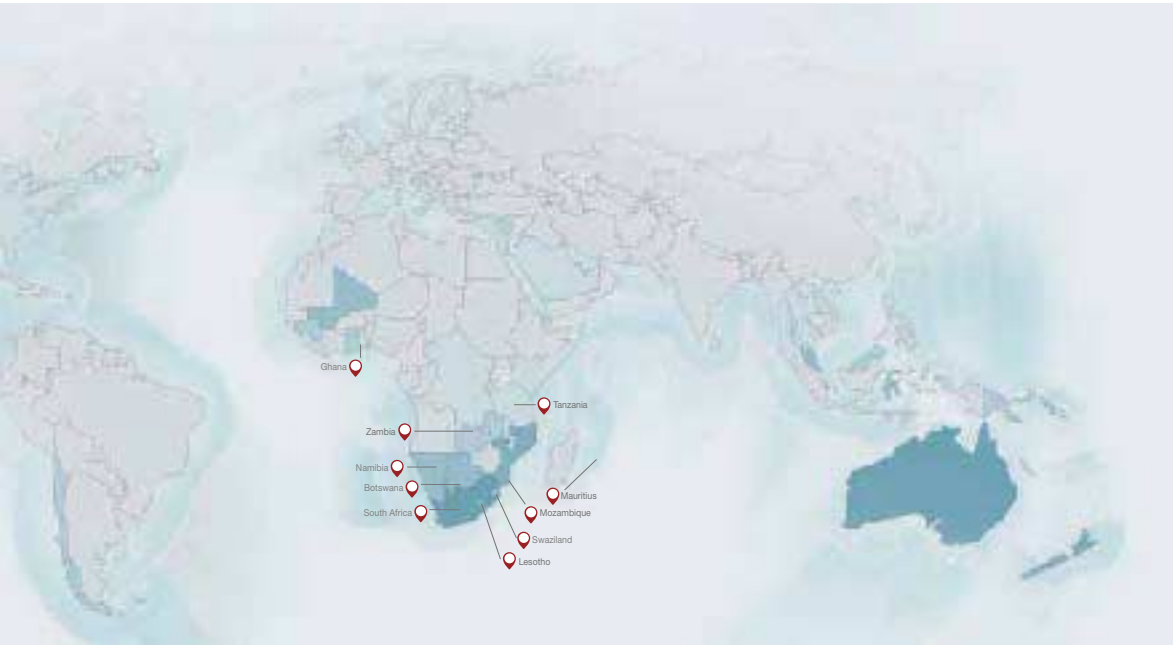 Ghana
Tanzania
Zambia
Namibia
Botswana
Mauritius
South Africa
Mozambique
Swaziland
Lesotho